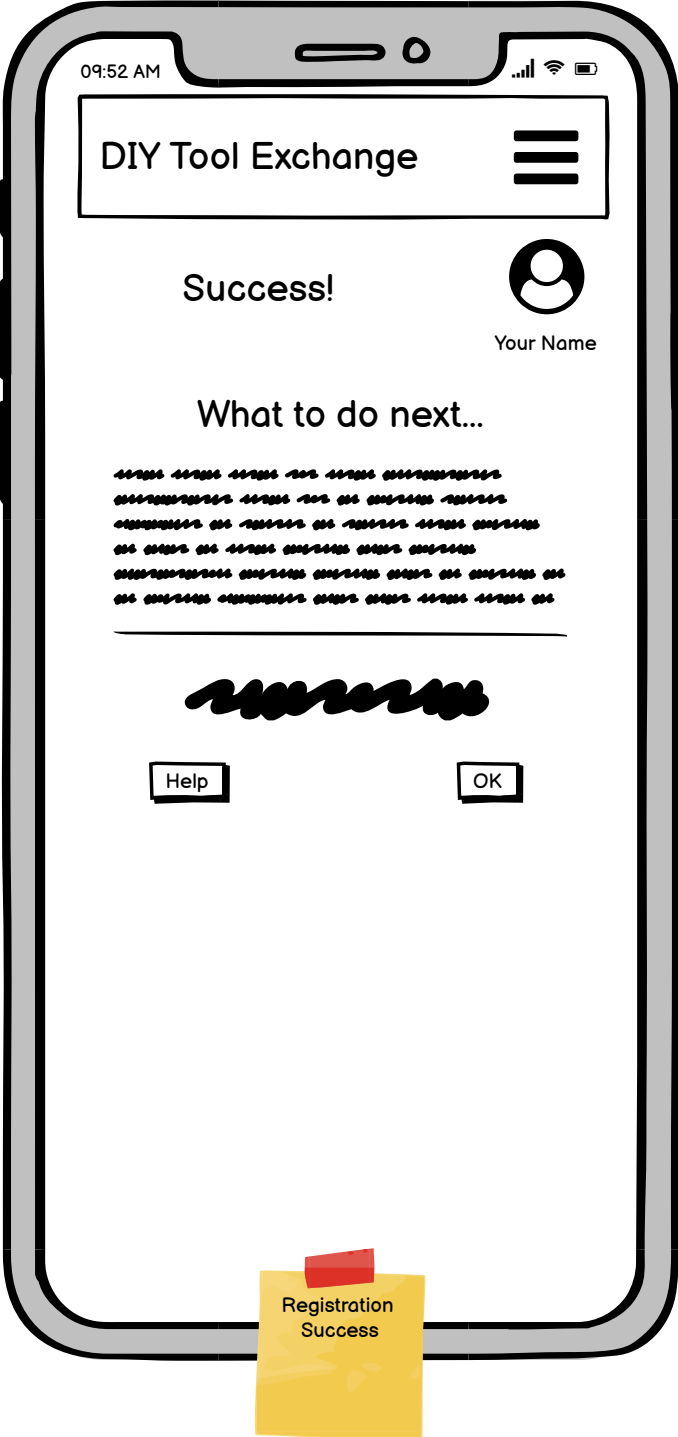 09:52 AM
DIY Tool Exchange
Success!
Your Name
What to do next...
Help
OK
Registration
Success